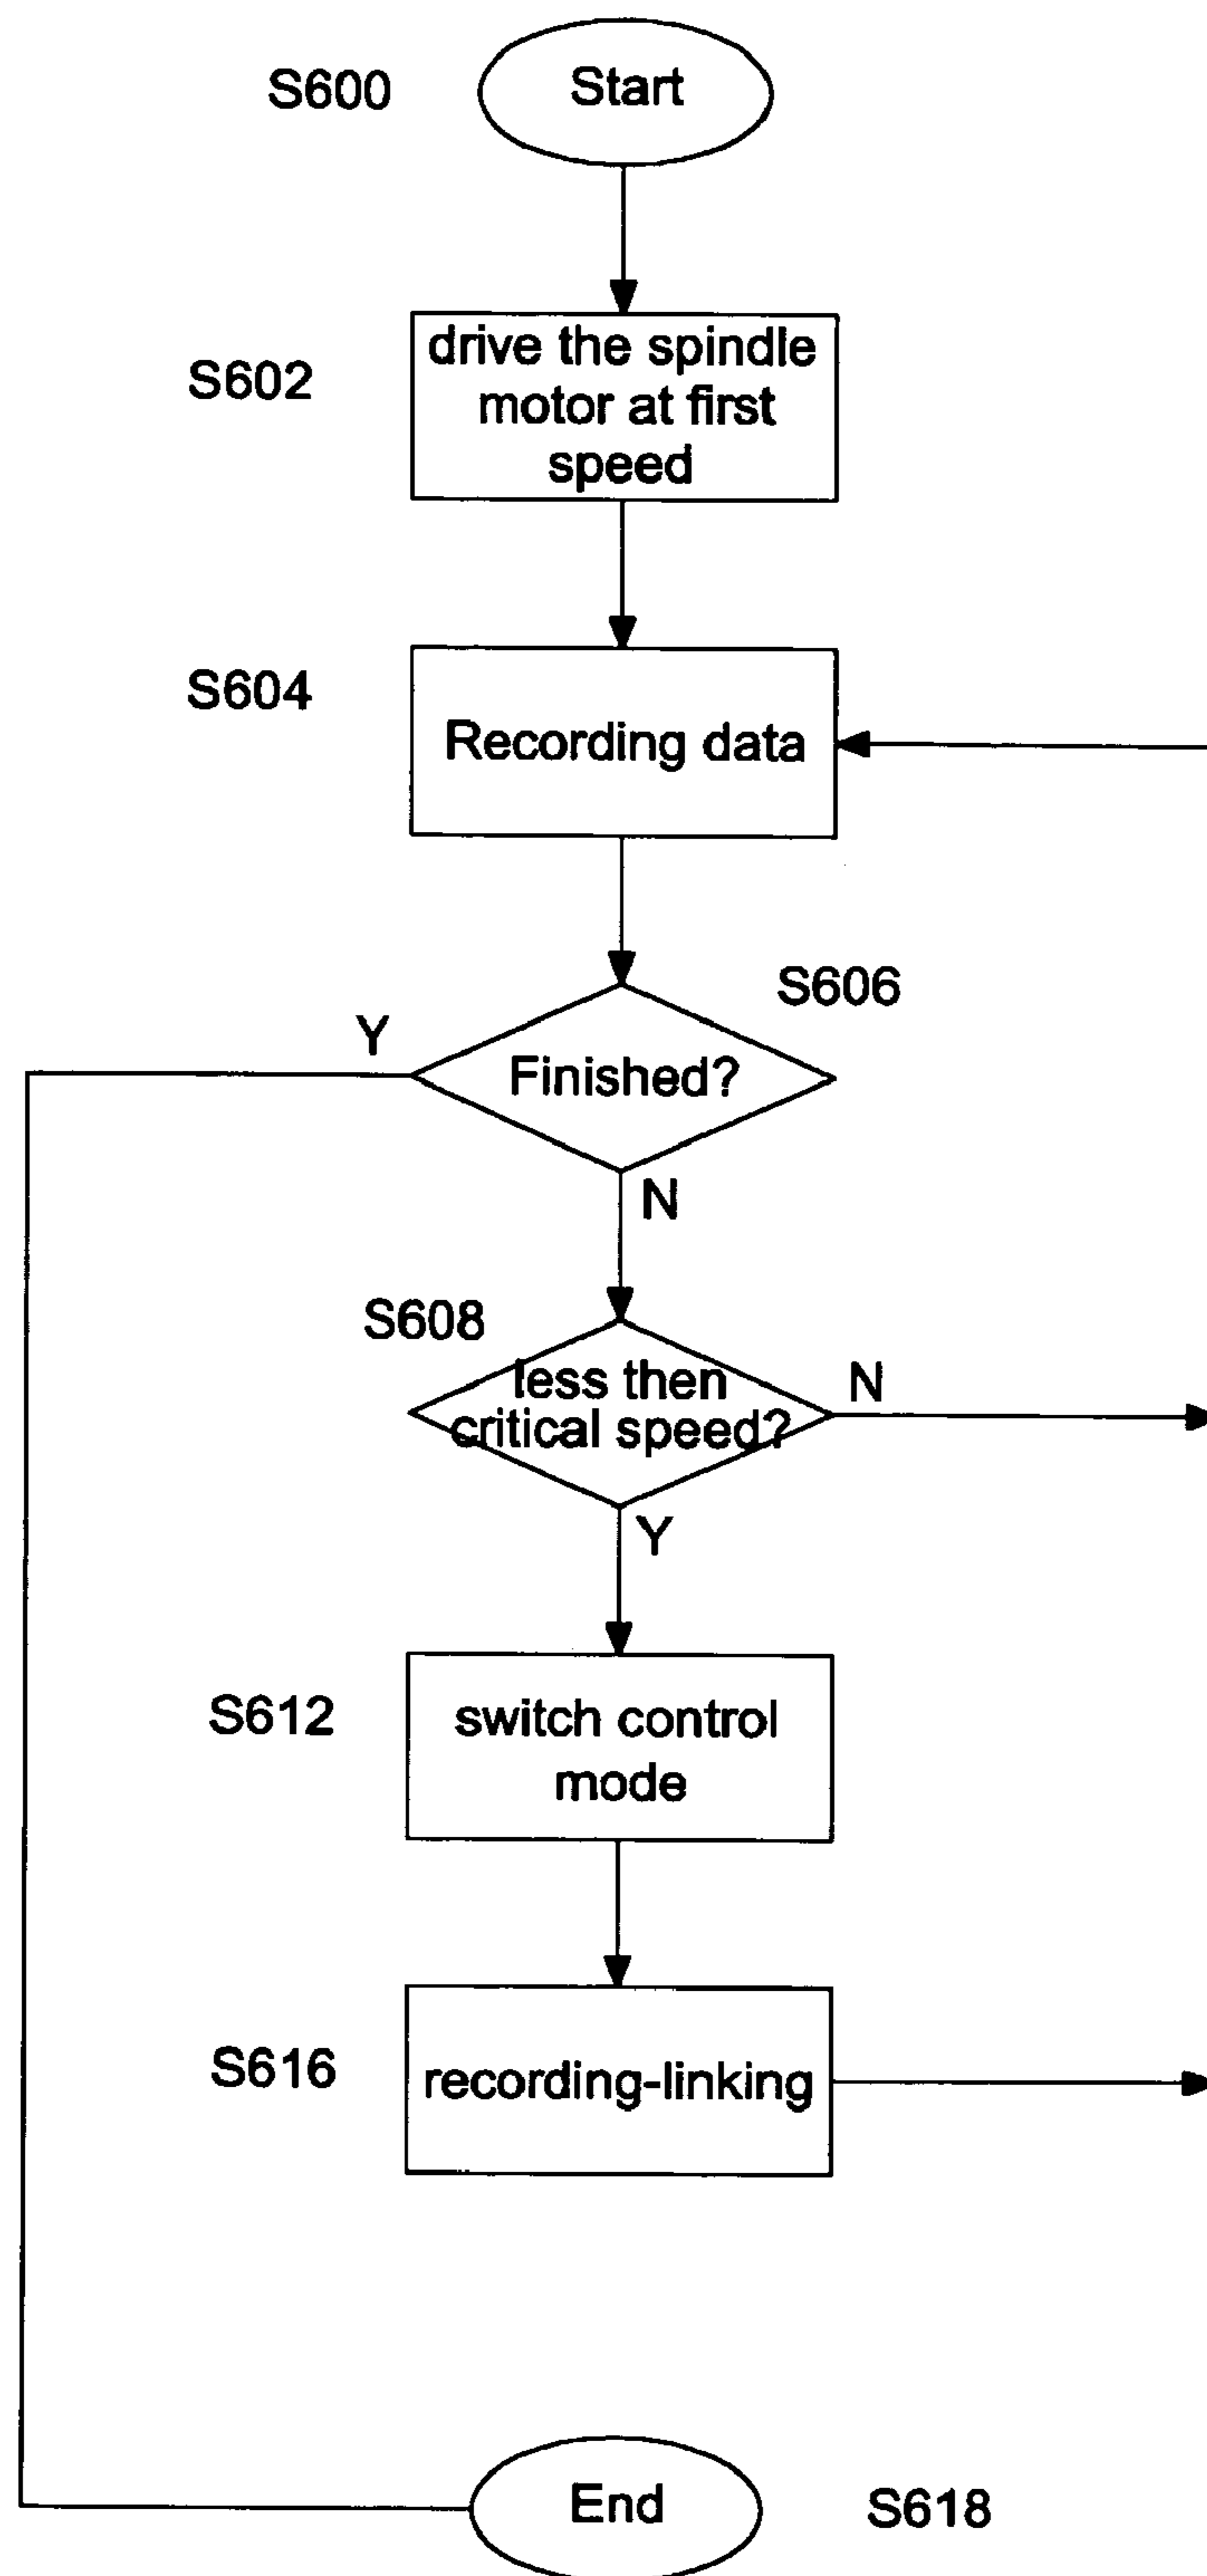 S600
Start
S602
drive the spindle
motor at first
speed
S604
Recording data
S606
Y
Finished?
N
S608
less then
critical speed?
N
Y
S612
switch control
mode
S616
recording-linking
End
S618